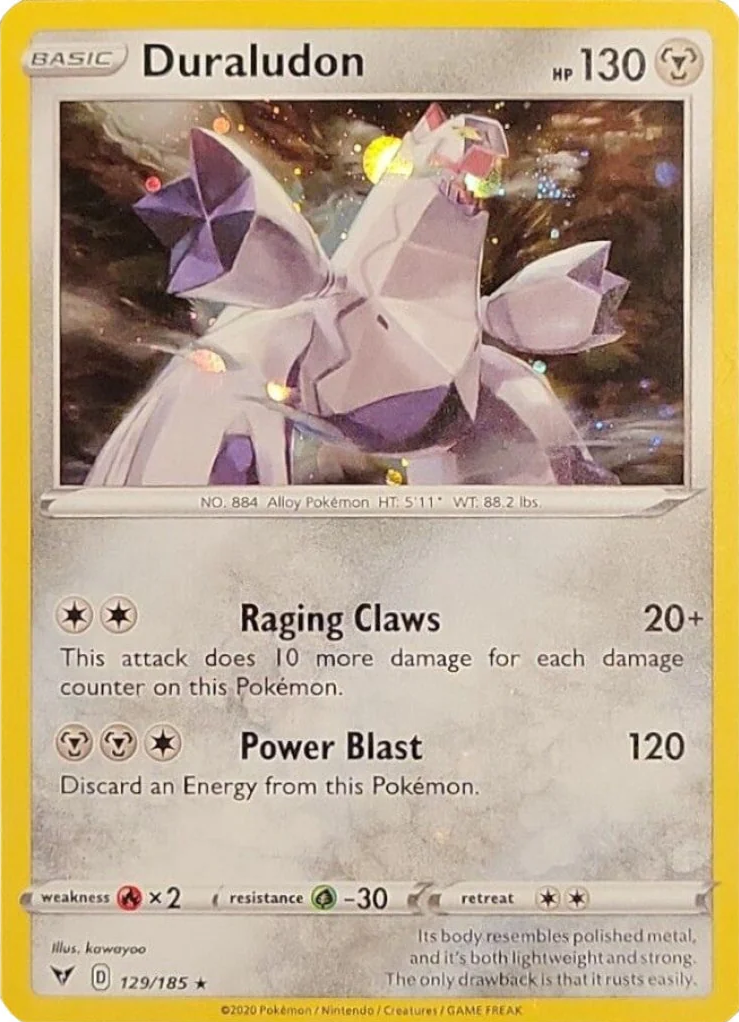 BASIC Duraludon HP 130
NO. 884 Alloy Pokémon HT: 5'11" WT: 88.2 lbs.
Raging Claws 20+
This attack does 10 more damage for each damage
counter on this Pokémon.
Power Blast 120
Discard an Energy from this Pokémon.
weakness ×2 resistance -30 retreat
Illus. kawayoo
Its body resembles polished metal,
and it's both lightweight and strong.
The only drawback is that it rusts easily.
D 129/185 ★
©2020 Pokémon / Nintendo / Creatures / GAME FREAK